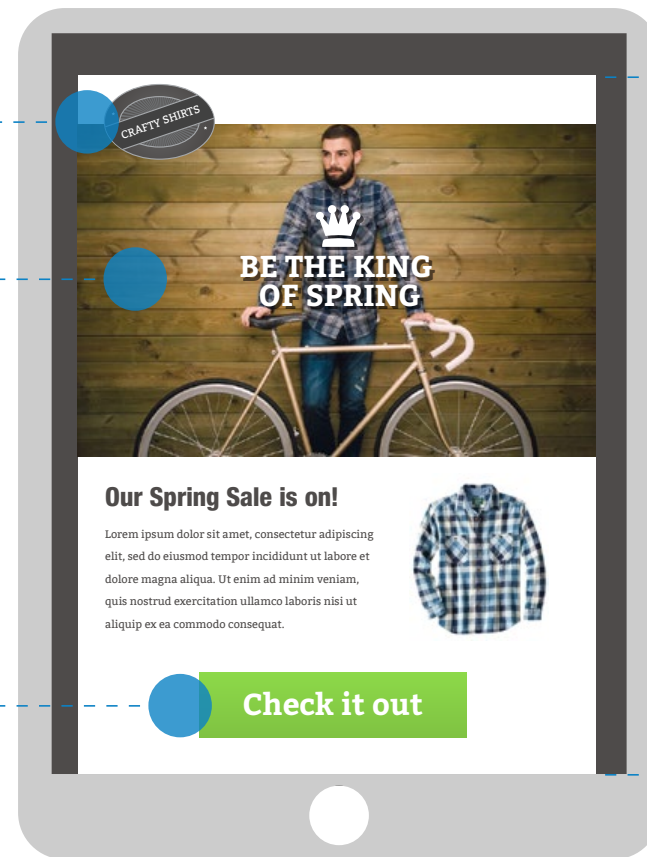 CRAFTY SHIRTS
BE THE KING
OF SPRING
Our Spring Sale is on!
Lorem ipsum dolor sit amet, consectetur adipiscing
elit, sed do eiusmod tempor incididunt ut labore et
dolore magna aliqua. Ut enim ad minim veniam,
quis nostrud exercitation ullamco laboris nisi ut
aliquip ex ea commodo consequat.
Check it out